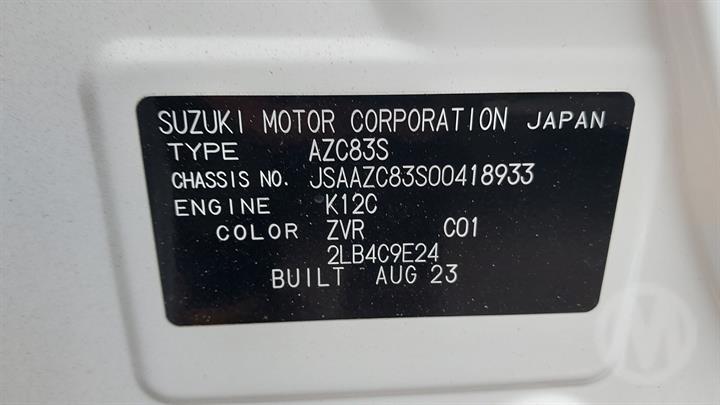 SUZUKI MOTOR CORPORATION JAPAN
TYPE AZC83S
CHASSIS NO. JSAAZC83S00418933
ENGINE K12C
COLOR ZVR C01
2LB4C9E24
BUILT AUG 23
M